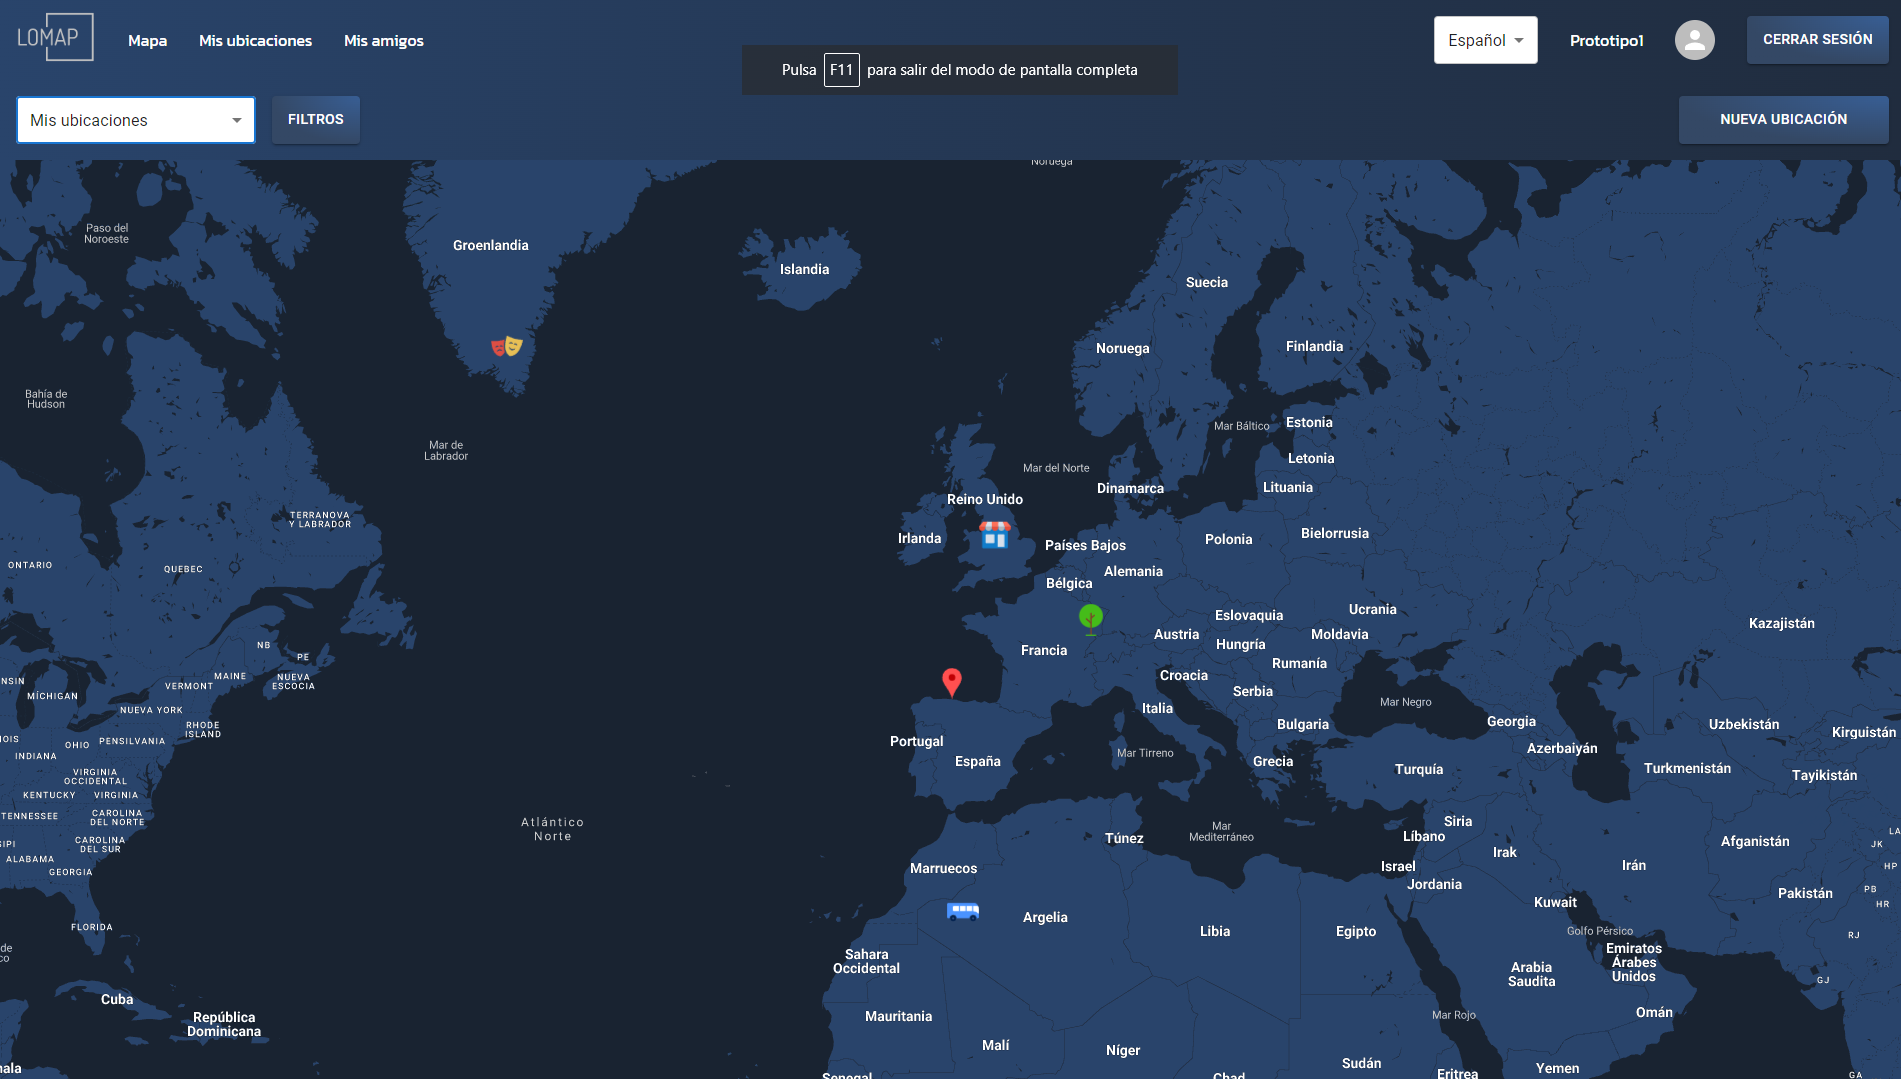 LOMAP
Mapa
Mis ubicaciones
Mis amigos
Español
Prototipo1
CERRAR SESIÓN
Pulsa F11 para salir del modo de pantalla completa
Mis ubicaciones
FILTROS
NUEVA UBICACIÓN
Noruega
Paso del
Noroeste
Groenlandia
Islandia
Suecia
Noruega
Finlandia
Bahía de
Hudson
Mar de
Labrador
Mar Báltico
Estonia
Letonia
Mar del Norte
Dinamarca
Lituania
Reino Unido
TERRANOVA
Y LABRADOR
Irlanda
Países Bajos
Polonia
Bielorrusia
ONTARIO
QUEBEC
Bélgica
Alemania
Eslovaquia
Ucrania
Kazajistán
Austria
Moldavia
Hungría
Francia
Rumanía
NB
PE
MAINE
VERMONT
NUEVA
ESCOCIA
NSIN
MÍCHIGAN
Croacia
Serbia
Italia
Mar Negro
NUEVA YORK
RHODE
ISLAND
Bulgaria
Georgia
Uzbekistán
Kirguistán
OIS
OHIO
PENSILVANIA
INDIANA
Portugal
España
Mar Tirreno
Grecia
Turquía
Azerbaiyán
Turkmenistán
Tayikistán
VIRGINIA
OCCIDENTAL
KENTUCKY
VIRGINIA
TENNESSEE
CAROLINA
DEL NORTE
Atlántico
Norte
Túnez
Mar
Mediterráneo
Siria
Líbano
Irak
Afganistán
LA
JK
IPI
CAROLINA
DEL SUR
ALABAMA
GEORGIA
Marruecos
Israel
Jordania
Irán
HP
PB
HR
Pakistán
Kuwait
FLORIDA
Argelia
Libia
Egipto
Golfo Pérsico
RJ
de
co
Sahara
Occidental
Arabia
Saudita
Emiratos
Árabes
Unidos
GJ
Cuba
República
Dominicana
Mauritania
Mar Rojo
Omán
Malí
Níger
Sudán
Yemen
nala
Senegal
Chad
Eritrea
GA